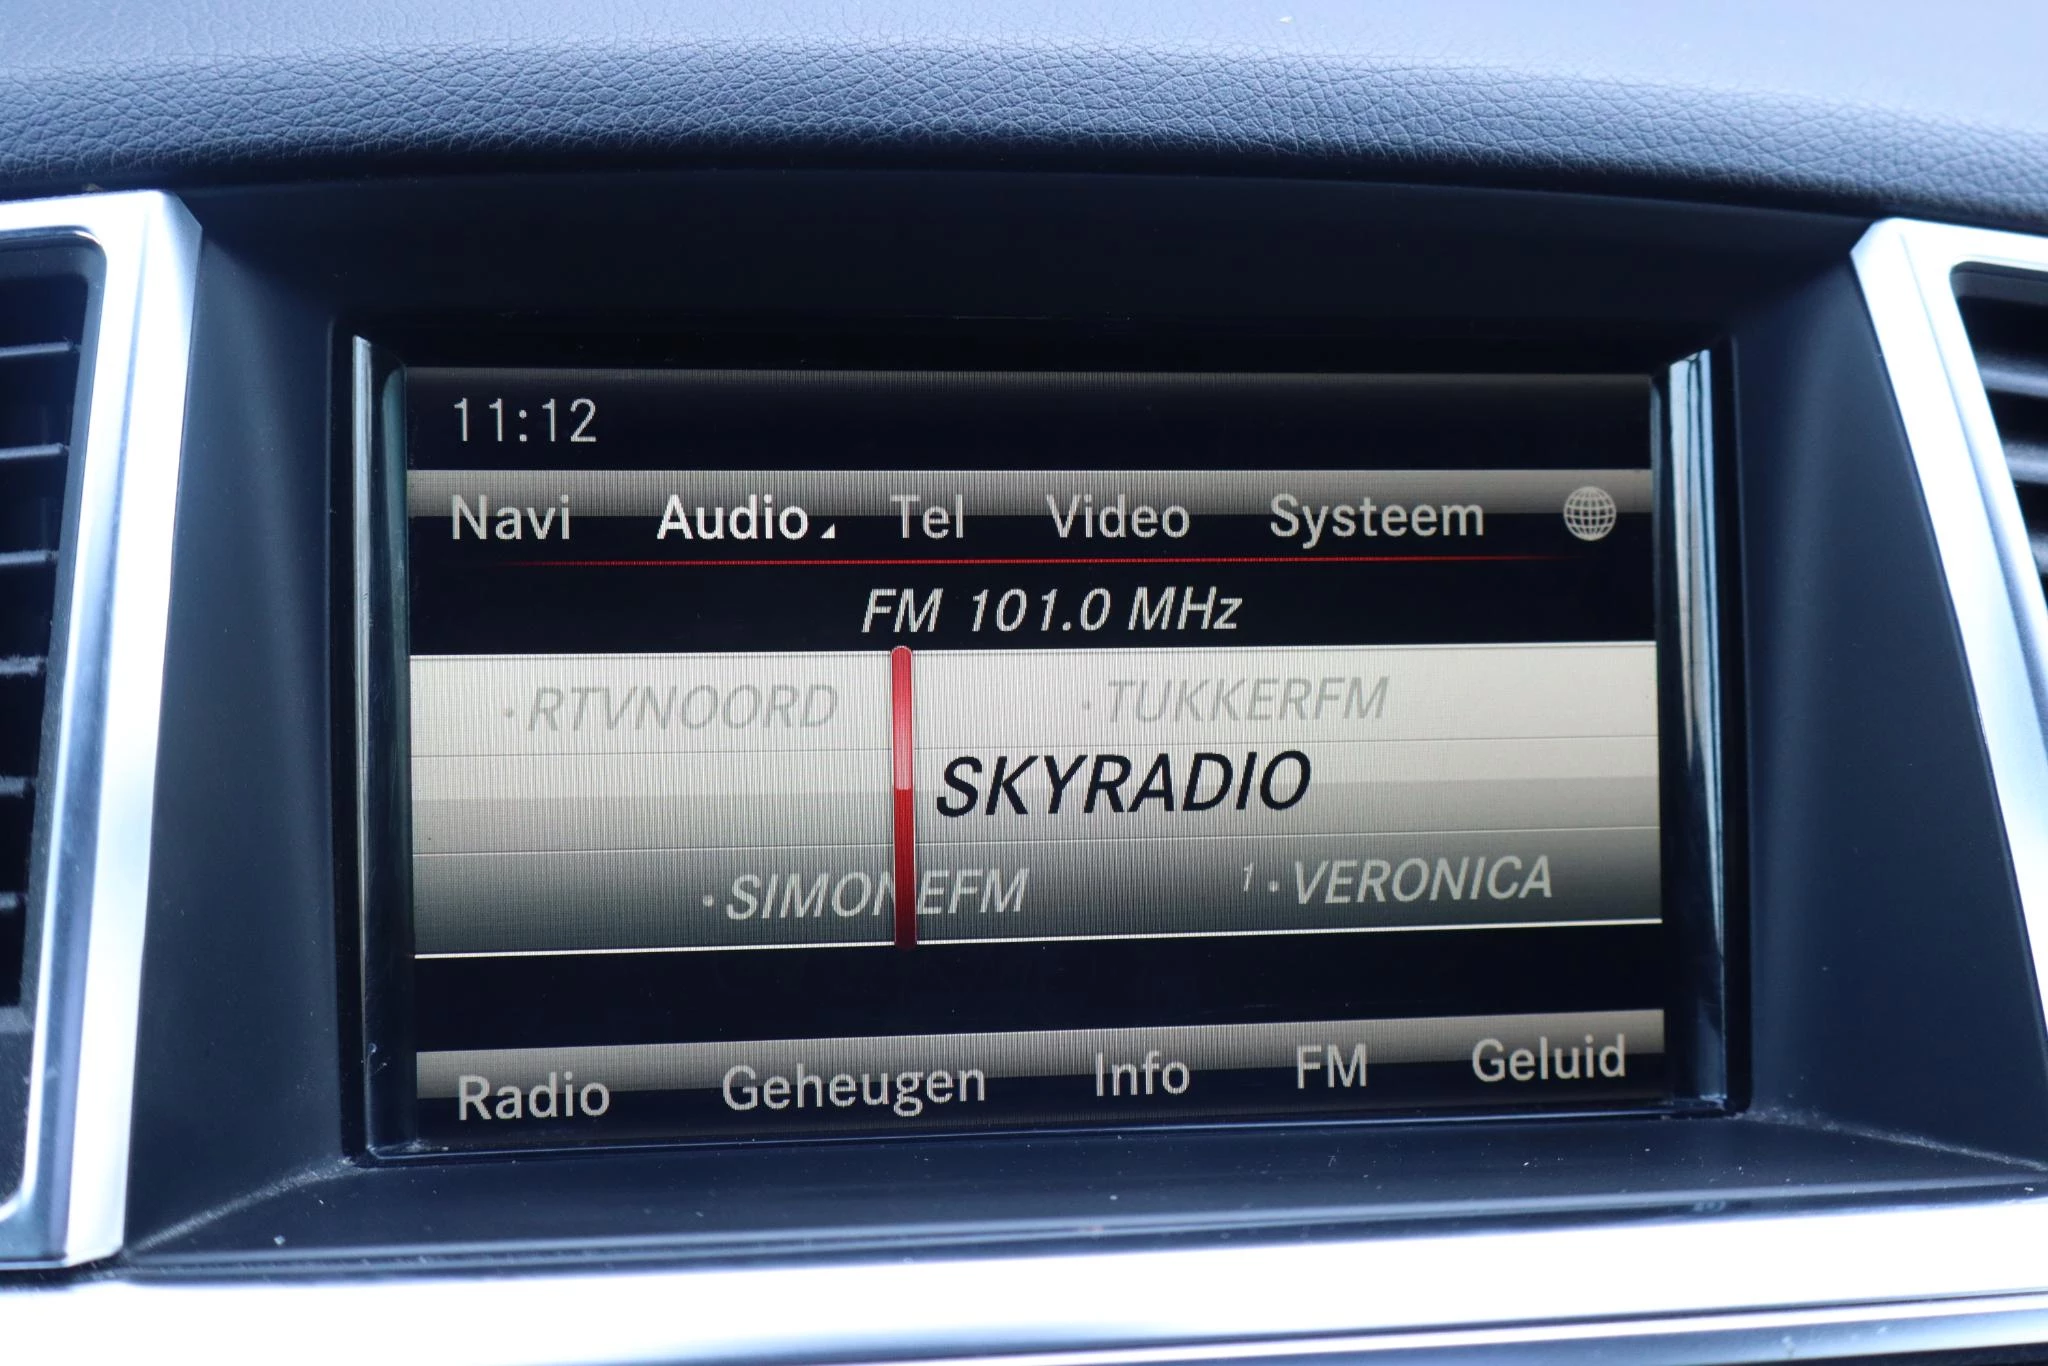 11:12
Navi Audio Tel Video Systeem
FM 101.0 MHz
·RTVNOORD ·TUKKERFM
SKYRADIO
·SIMONEFM 1·VERONICA
Radio Geheugen Info FM Geluid